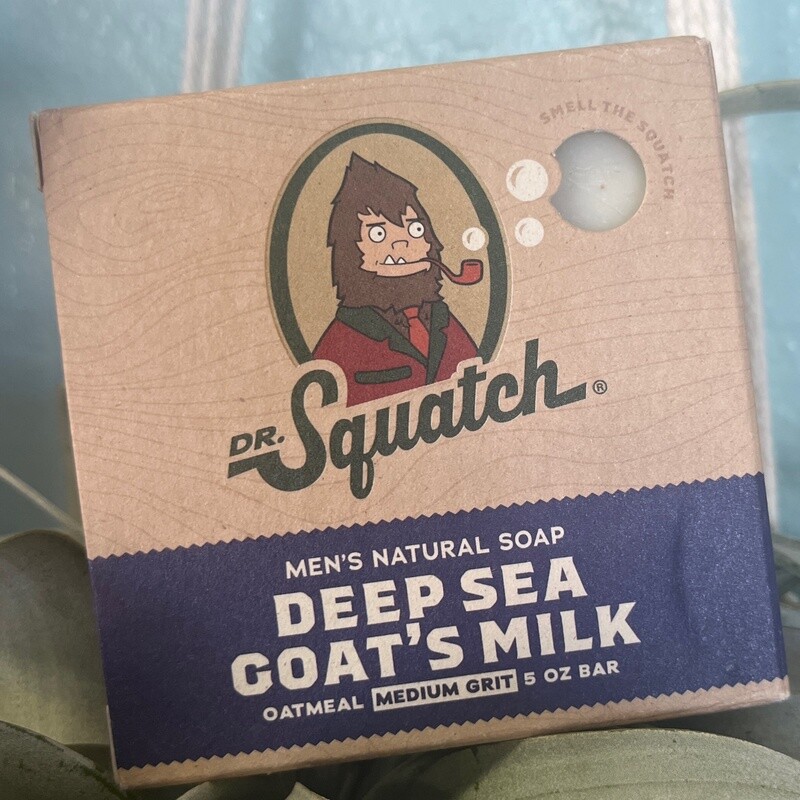 SMELL THE SQUATCH
DR. Squatch®
MEN'S NATURAL SOAP
DEEP SEA
GOAT'S MILK
OATMEAL MEDIUM GRIT 5 OZ BAR